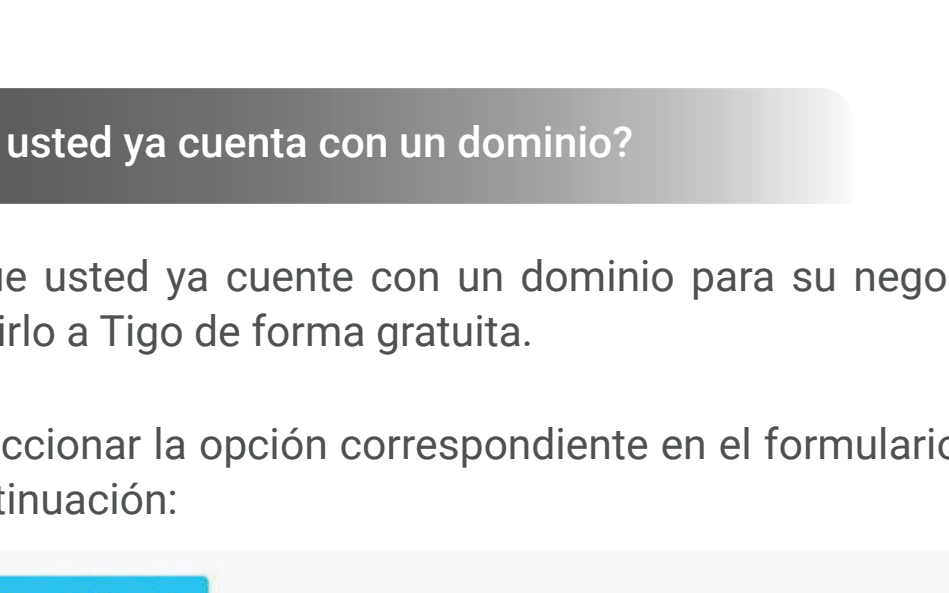 usted ya cuenta con un dominio?
ue usted ya cuente con un dominio para su nego
irlo a Tigo de forma gratuita.
ccionar la opción correspondiente en el formulario
tinuación: